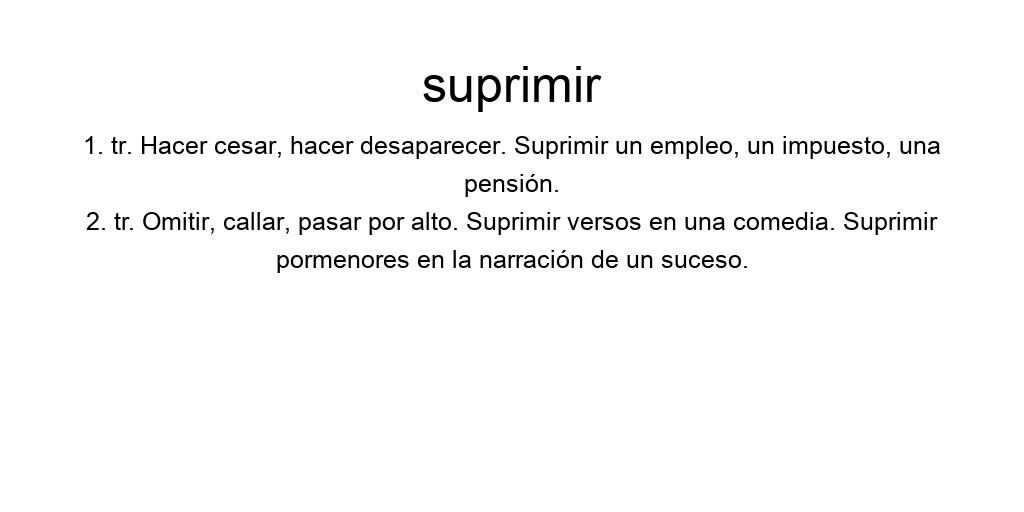 suprimir
1. tr. Hacer cesar, hacer desaparecer. Suprimir un empleo, un impuesto, una
pensión.
2. tr. Omitir, callar, pasar por alto. Suprimir versos en una comedia. Suprimir
pormenores en la narración de un suceso.